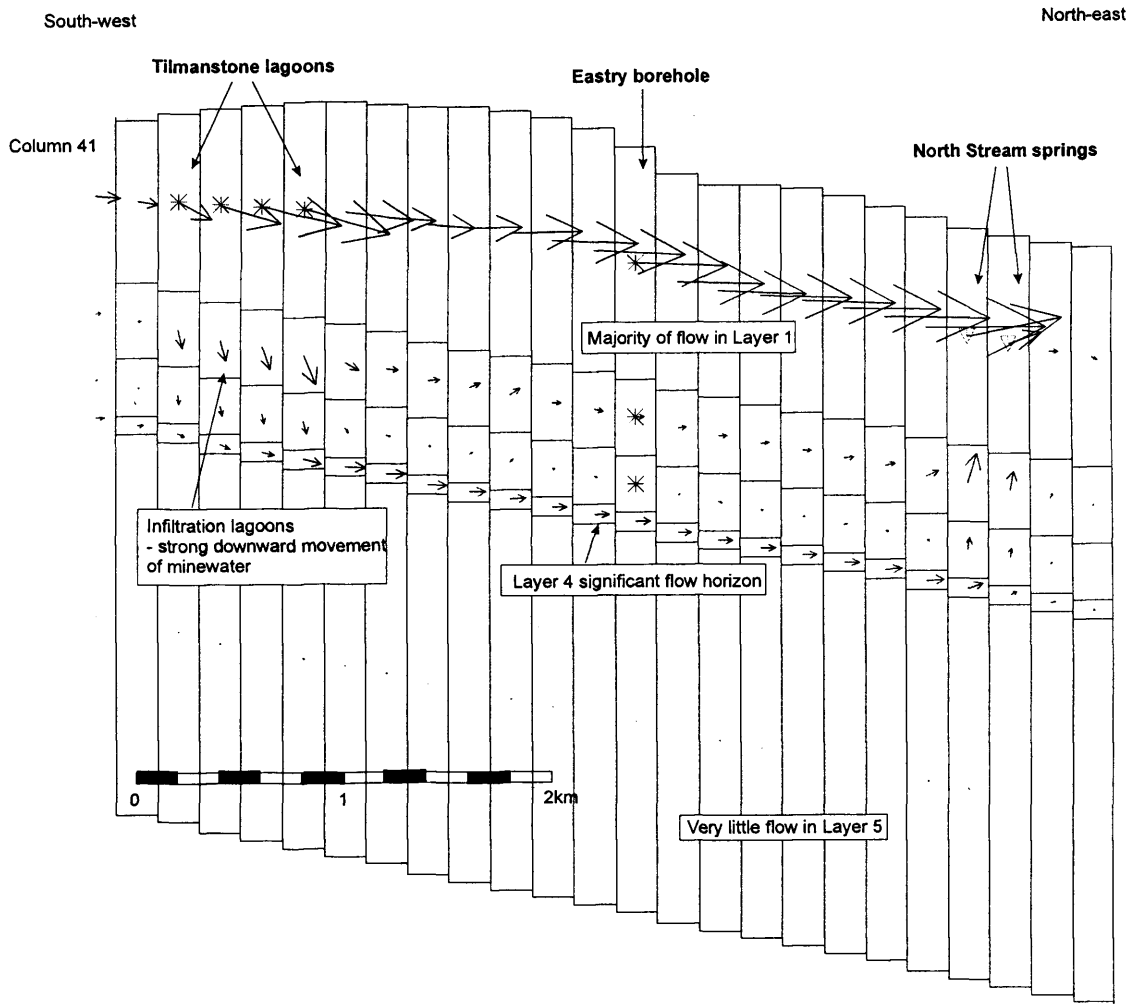 South-west
North-east
Tilmanstone lagoons
Eastry borehole
Column 41
North Stream springs
Majority of flow in Layer 1
Infiltration lagoons
- strong downward movement
of minewater
Layer 4 significant flow horizon
0
1
2km
Very little flow in Layer 5